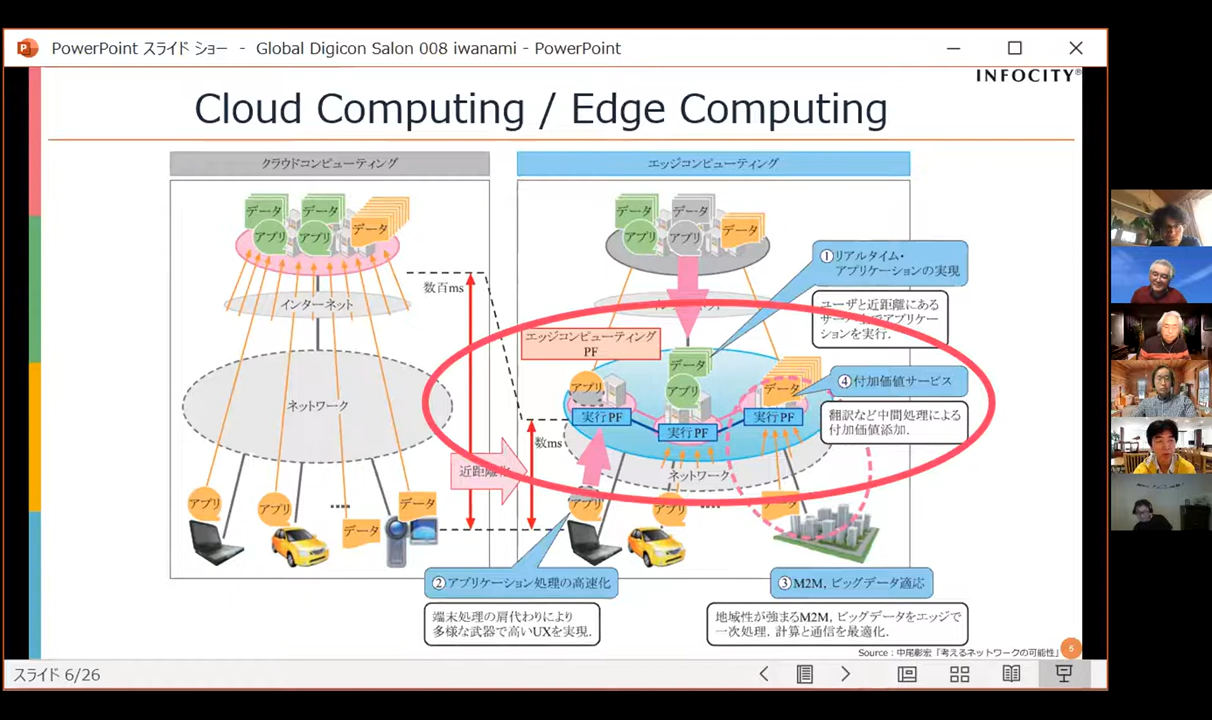 PowerPoint スライド ショー - Global Digicon Salon 008 iwanami - PowerPoint
INFOCITY®
Cloud Computing / Edge Computing
クラウドコンピューティング
データ
データ
データ
アプリ
アプリ
インターネット
ネットワーク
アプリ
アプリ
....
データ
データ
数百ms
近距離化
数ms
エッジコンピューティング
データ
データ
データ
アプリ
アプリ
エッジコンピューティング
PF
アプリ
データ
アプリ
データ
実行PF
実行PF
実行PF
ネットワーク
アプリ
アプリ
....
データ
①リアルタイム・
アプリケーションの実現
ユーザと近距離にある
アプリケー
ションを実行.
④付加価値サービス
翻訳など中間処理による
付加価値添加.
②アプリケーション処理の高速化
端末処理の肩代わりにより
多様な武器で高いUXを実現.
③M2M, ビッグデータ適応
地域性が強まるM2M, ビッグデータをエッジで
一次処理. 計算と通信を最適化.
Source：中尾彰宏「考えるネットワークの可能性」
6
スライド 6/26